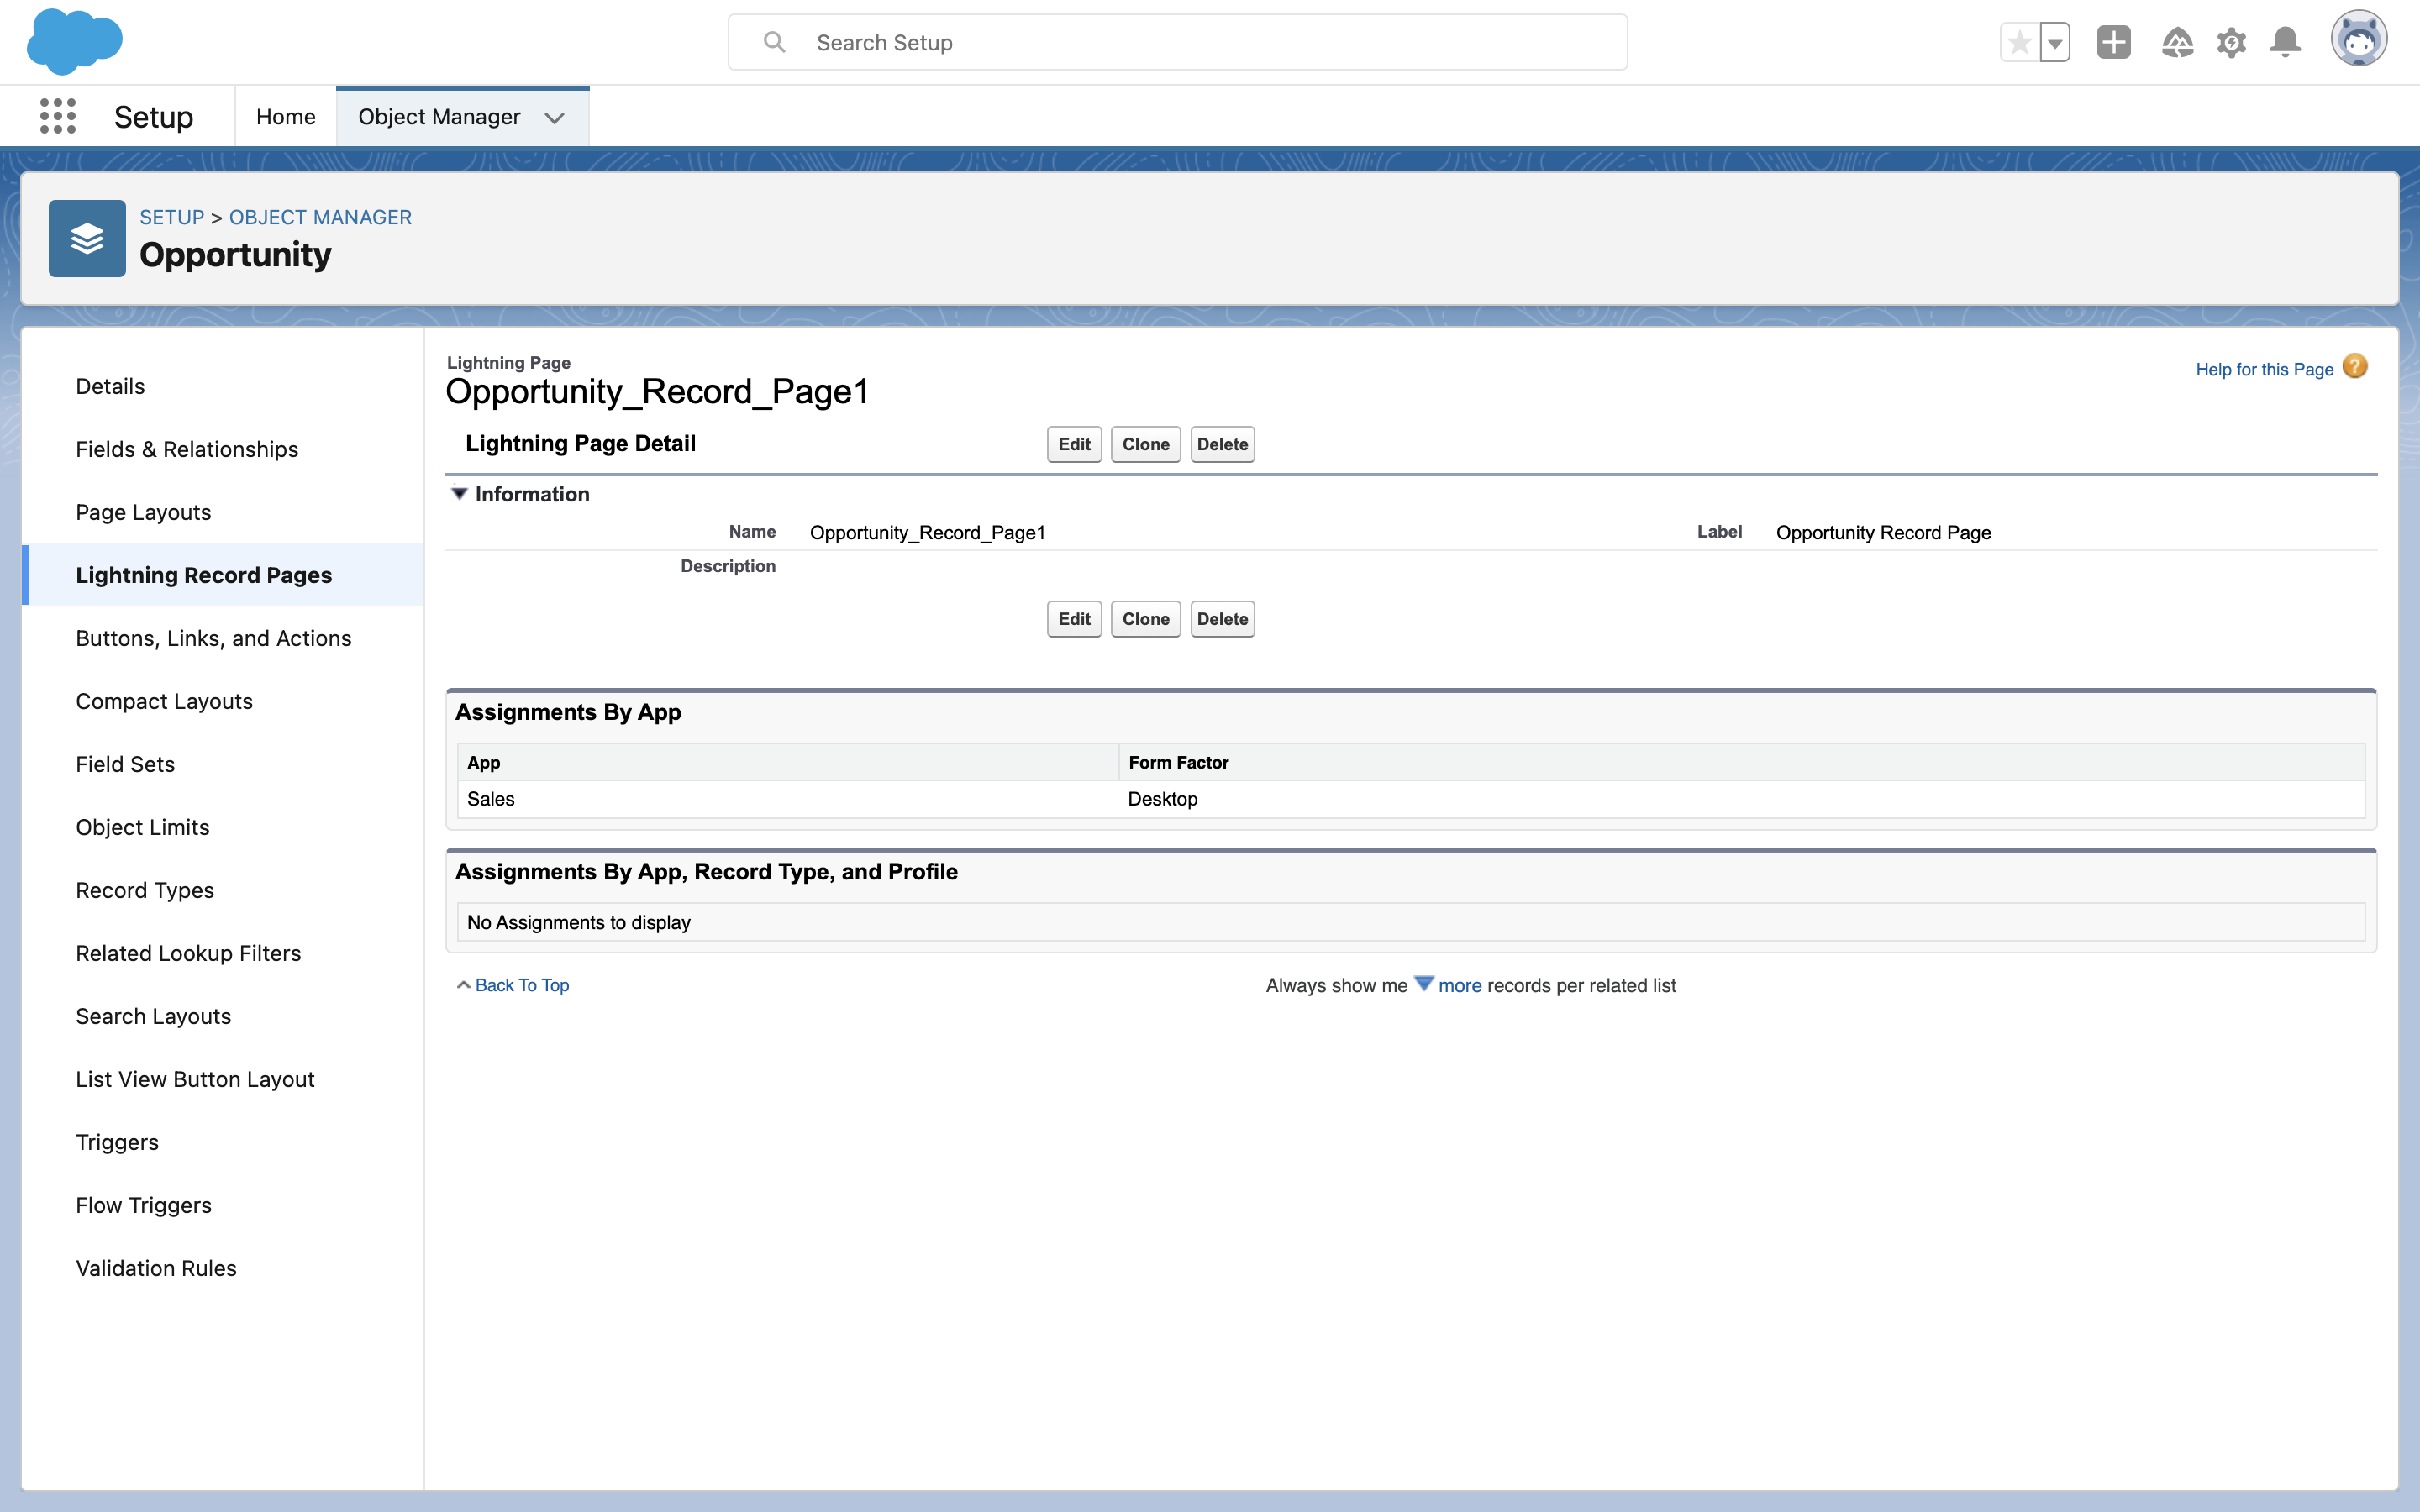 Search Setup
Setup
Home
Object Manager
SETUP > OBJECT MANAGER
Opportunity
Details
Fields & Relationships
Page Layouts
Lightning Record Pages
Buttons, Links, and Actions
Compact Layouts
Field Sets
Object Limits
Record Types
Related Lookup Filters
Search Layouts
List View Button Layout
Triggers
Flow Triggers
Validation Rules
Lightning Page
Opportunity_Record_Page1
Help for this Page ?
Lightning Page Detail
Edit Clone Delete
Information
Name Opportunity_Record_Page1 Label Opportunity Record Page
Description
Edit Clone Delete
Assignments By App
App Form Factor
Sales Desktop
Assignments By App, Record Type, and Profile
No Assignments to display
Back To Top
Always show me more records per related list